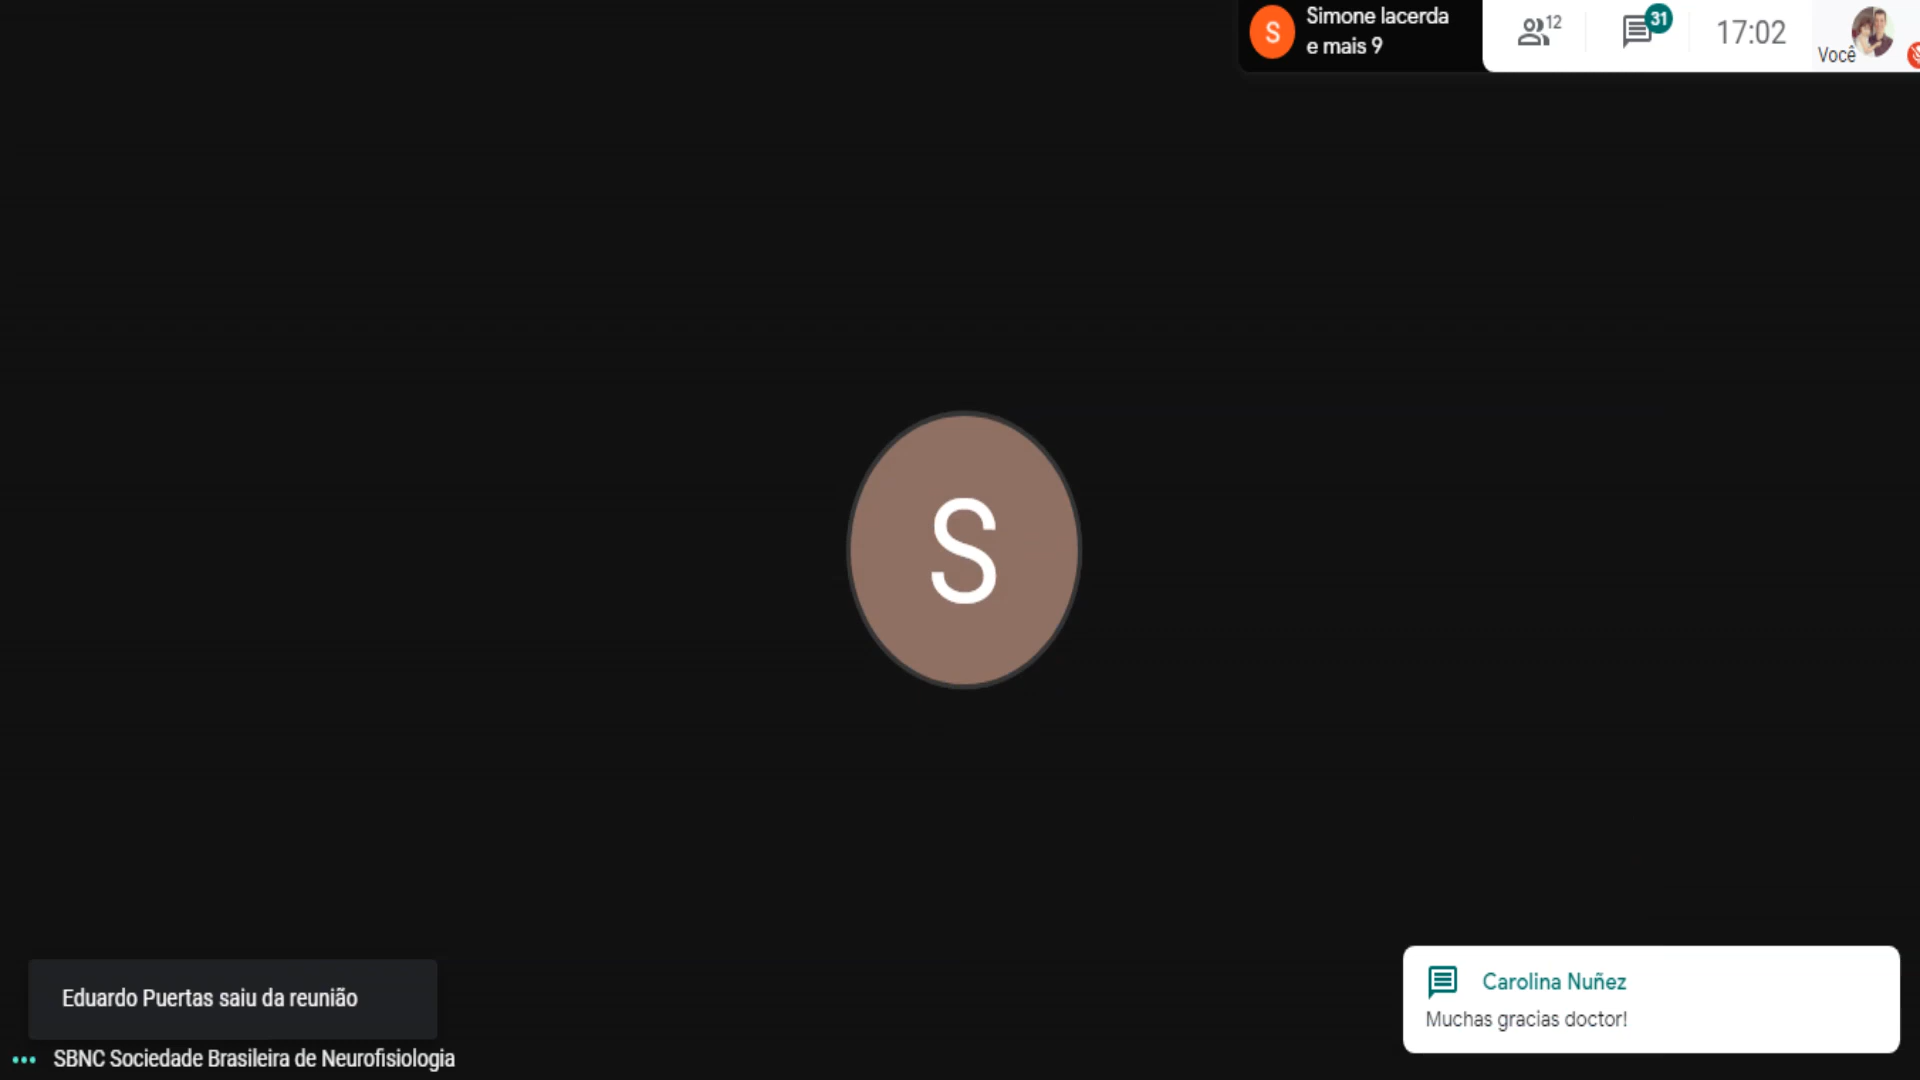 S
Simone lacerda
e mais 9
12
31
17:02
Você
S
Eduardo Puertas saiu da reunião
SBNC Sociedade Brasileira de Neurofisiologia
Carolina Nuñez
Muchas gracias doctor!